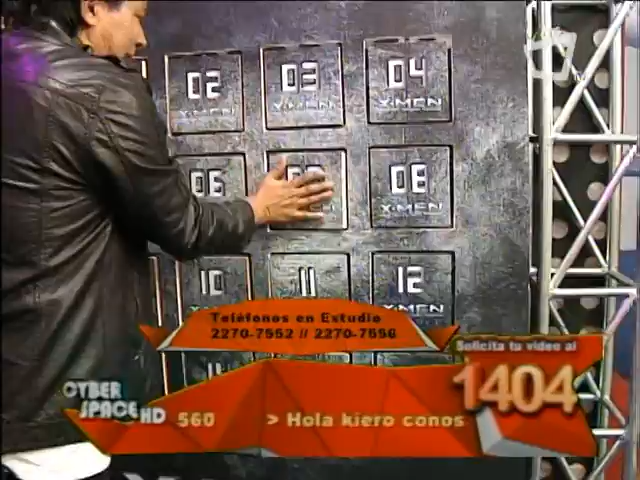 02 03 04
X-MEN X-MEN X-MEN
06 08
X-MEN
10 11 12
X-MEN
Teléfonos en Estudio
2270-7552 // 2270-7556
Solicita tu video al
1404
CYBER
SPACE HD 560 > Hola kiero conos